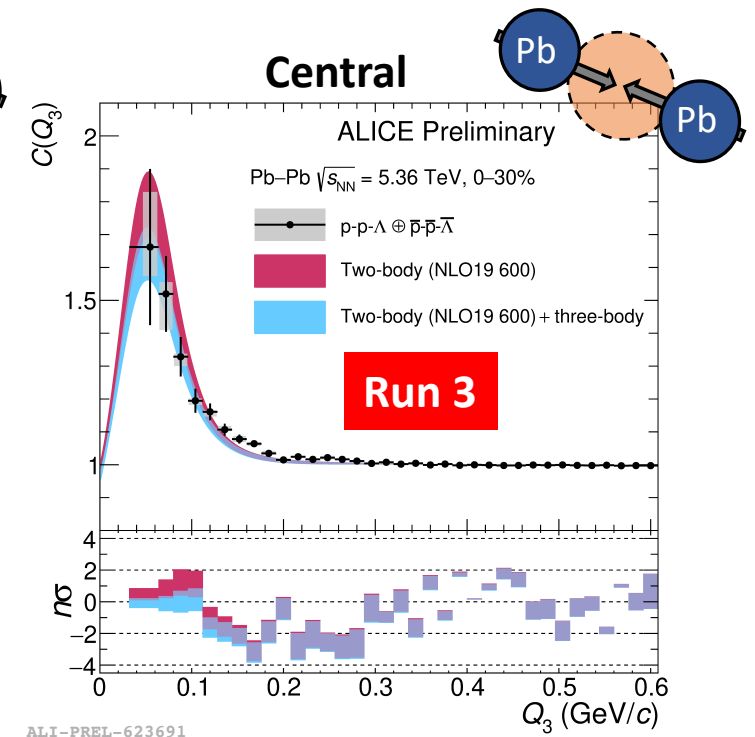 Central
Pb
Pb
C(Q₃)
ALICE Preliminary
Pb–Pb √s_NN = 5.36 TeV, 0–30%
p-p-Λ ⊕ p̅-p̅-Λ̅
Two-body (NLO19 600)
Two-body (NLO19 600) + three-body
Run 3
2
1.5
1
4
2
0
−2
−4
nσ
0 0.1 0.2 0.3 0.4 0.5 0.6
Q₃ (GeV/c)
ALI-PREL-623691